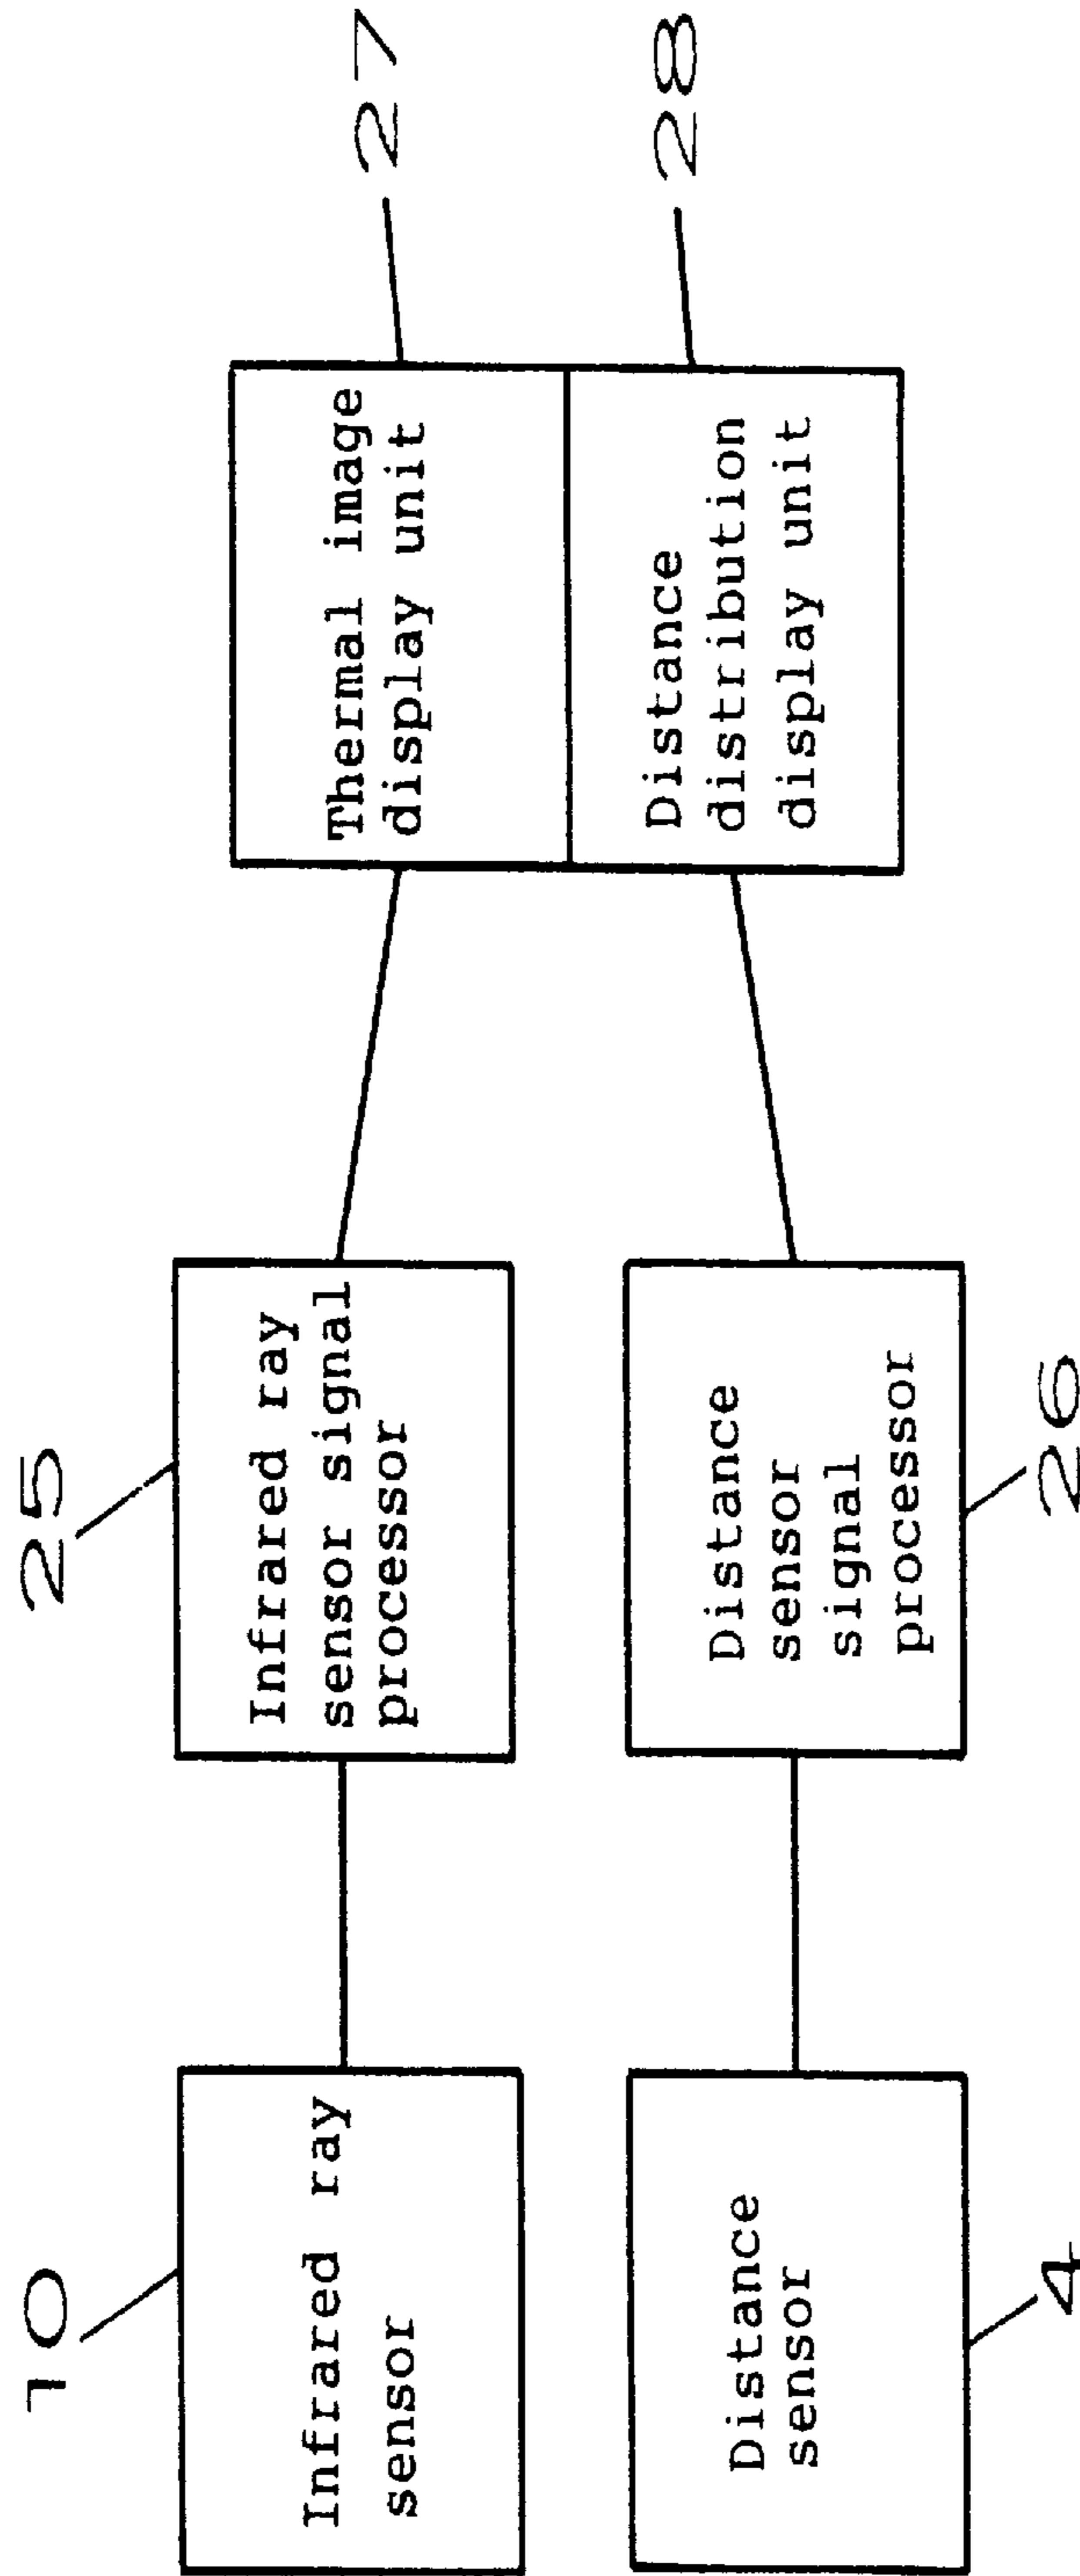 10
Infrared ray
sensor
25
Infrared ray
sensor signal
processor
Thermal image
display unit
27
Distance
sensor
4
Distance
sensor
signal
processor
26
Distance
distribution
display unit
28